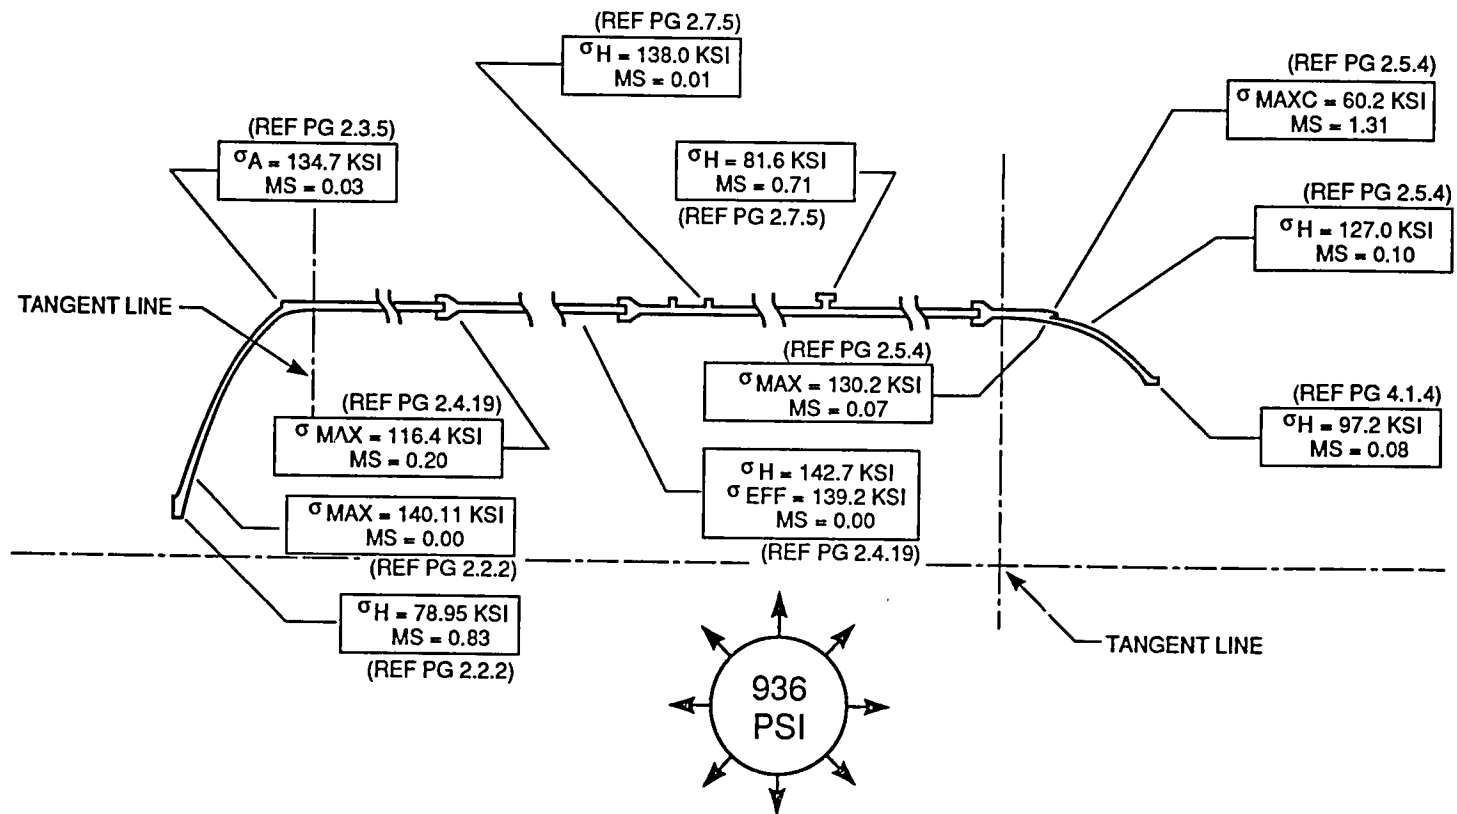 (REF PG 2.7.5)
σH = 138.0 KSI
MS = 0.01
(REF PG 2.5.4)
σ MAXC = 60.2 KSI
MS = 1.31
(REF PG 2.3.5)
σA = 134.7 KSI
MS = 0.03
σH = 81.6 KSI
MS = 0.71
(REF PG 2.7.5)
(REF PG 2.5.4)
σH = 127.0 KSI
MS = 0.10
TANGENT LINE
(REF PG 2.5.4)
σ MAX = 130.2 KSI
MS = 0.07
(REF PG 2.4.19)
σ MAX = 116.4 KSI
MS = 0.20
(REF PG 4.1.4)
σH = 97.2 KSI
MS = 0.08
σ H = 142.7 KSI
σ EFF = 139.2 KSI
MS = 0.00
(REF PG 2.4.19)
σ MAX = 140.11 KSI
MS = 0.00
(REF PG 2.2.2)
σH = 78.95 KSI
MS = 0.83
(REF PG 2.2.2)
TANGENT LINE
936
PSI